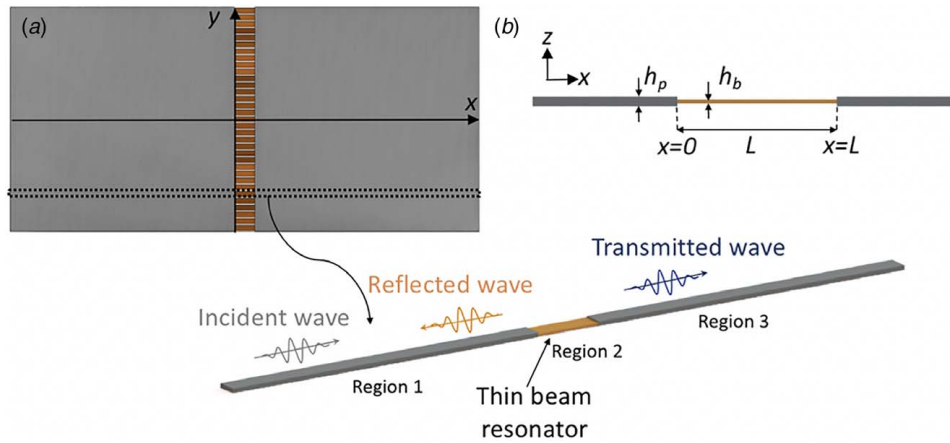 (a)
y
x
(b)
z
x
h_p
h_b
x=0
L
x=L
Incident wave
Reflected wave
Transmitted wave
Region 1
Region 2
Region 3
Thin beam
resonator